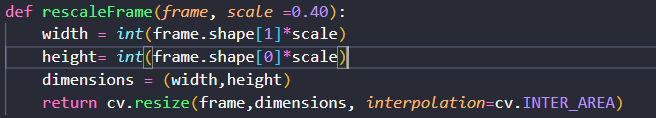 def rescaleFrame(frame, scale =0.40):
    width = int(frame.shape[1]*scale)
    height= int(frame.shape[0]*scale)
    dimensions = (width,height)
    return cv.resize(frame,dimensions, interpolation=cv.INTER_AREA)